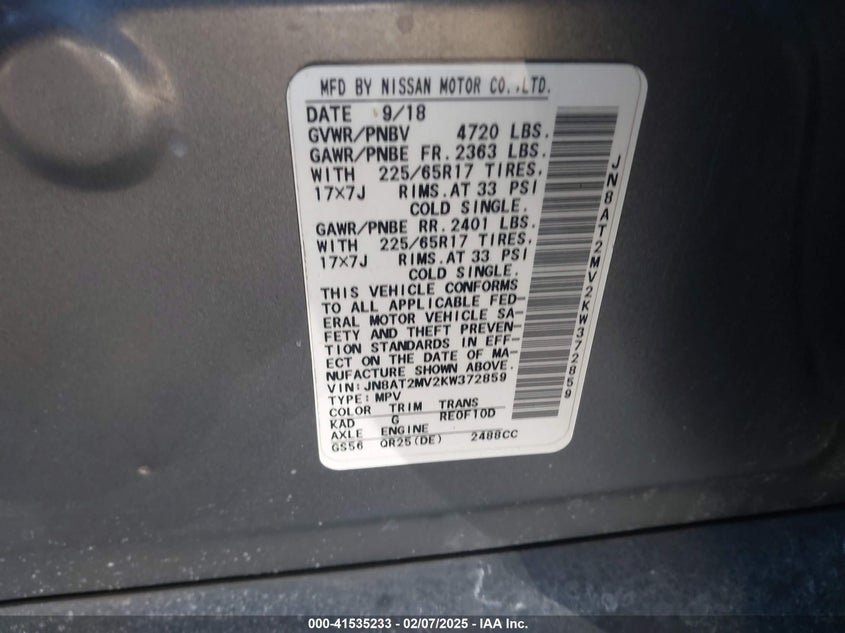 MFD BY NISSAN MOTOR CO.,LTD.
DATE 9/18
GVWR/PNBV 4720 LBS.
GAWR/PNBE FR. 2363 LBS.
WITH 225/65R17 TIRES.
17×7J RIMS. AT 33 PSI
COLD SINGLE.
GAWR/PNBE RR. 2401 LBS.
WITH 225/65R17 TIRES.
17×7J RIMS. AT 33 PSI
COLD SINGLE.
THIS VEHICLE CONFORMS
TO ALL APPLICABLE FED-
ERAL MOTOR VEHICLE SA-
FETY AND THEFT PREVEN-
TION STANDARDS IN EFF-
ECT ON THE DATE OF MA-
NUFACTURE SHOWN ABOVE.
VIN:JN8AT2MV2KW372859
TYPE: MPV
COLOR TRIM TRANS
KAD G RE0F10D
AXLE ENGINE
GS56 QR25(DE) 2488CC
JN8AT2MV2KW372859
000-41535233 - 02/07/2025 - IAA Inc.